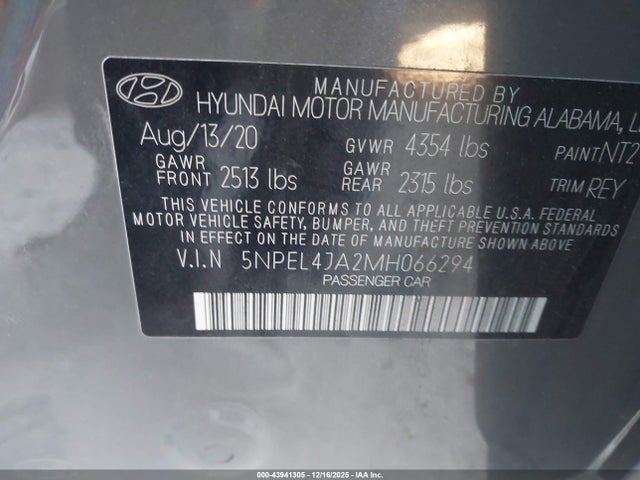 MANUFACTURED BY
HYUNDAI MOTOR MANUFACTURING ALABAMA,
Aug/13/20 GVWR 4354 lbs PAINT NT2
GAWR FRONT 2513 lbs GAWR REAR 2315 lbs TRIM REY
THIS VEHICLE CONFORMS TO ALL APPLICABLE U.S.A. FEDERAL
MOTOR VEHICLE SAFETY, BUMPER, AND THEFT PREVENTION STANDARDS
IN EFFECT ON THE DATE OF MANUFACTURE SHOWN ABOVE.
V.I.N 5NPEL4JA2MH066294
PASSENGER CAR
000-43941305 - 12/16/2025 - IAAI Inc.